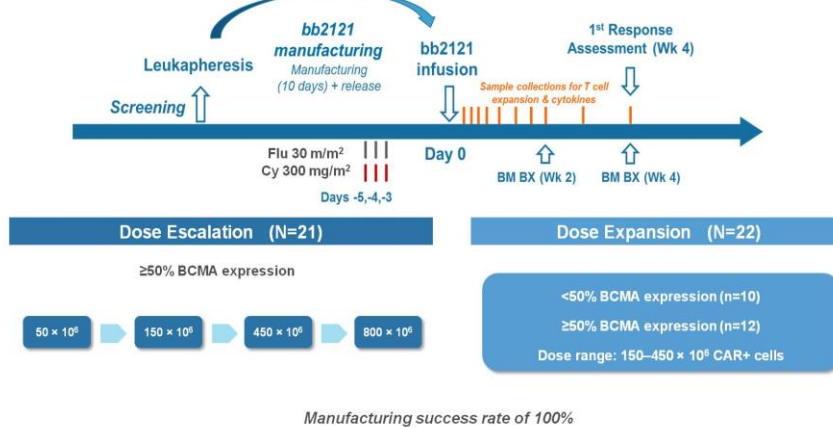 bb2121
manufacturing
Manufacturing
(10 days) + release
Leukapheresis
Screening
bb2121
infusion
1st Response
Assessment (Wk 4)
Sample collections for T cell
expansion & cytokines
Flu 30 m/m²
Cy 300 mg/m²
Days -5,-4,-3
Day 0
BM BX (Wk 2)
BM BX (Wk 4)
Dose Escalation (N=21)
≥50% BCMA expression
50 × 10⁶
150 × 10⁶
450 × 10⁶
800 × 10⁶
Dose Expansion (N=22)
<50% BCMA expression (n=10)
≥50% BCMA expression (n=12)
Dose range: 150–450 × 10⁶ CAR+ cells
Manufacturing success rate of 100%